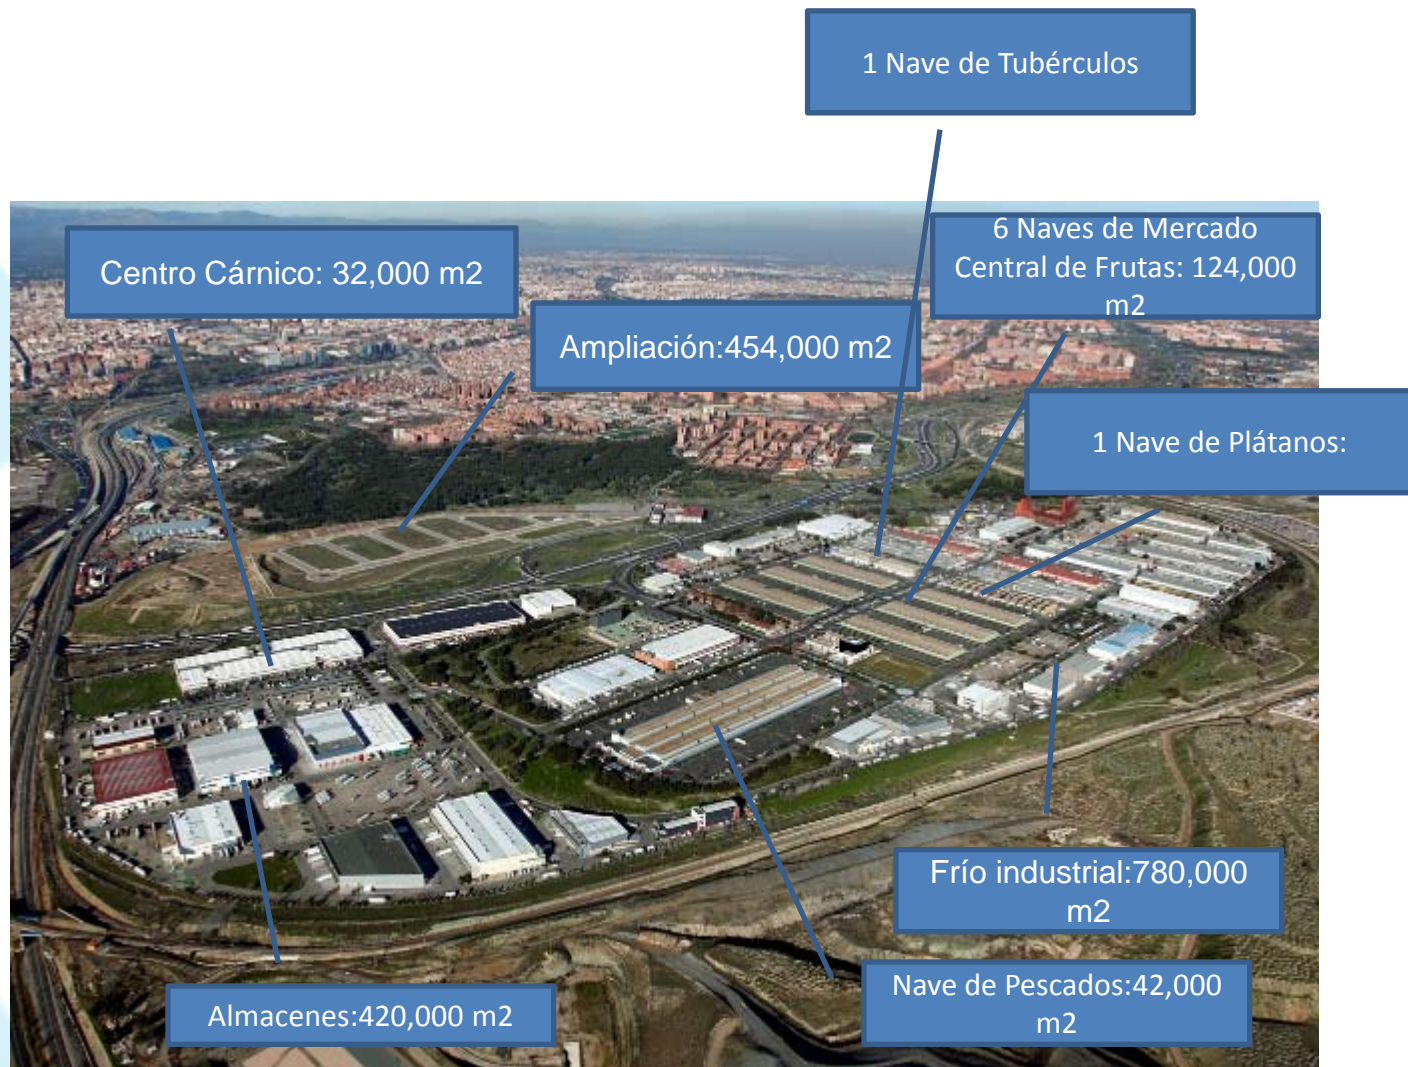 1 Nave de Tubérculos
6 Naves de Mercado
Central de Frutas: 124,000
m2
Centro Cárnico: 32,000 m2
Ampliación:454,000 m2
1 Nave de Plátanos:
Frío industrial:780,000
m2
Nave de Pescados:42,000
m2
Almacenes:420,000 m2